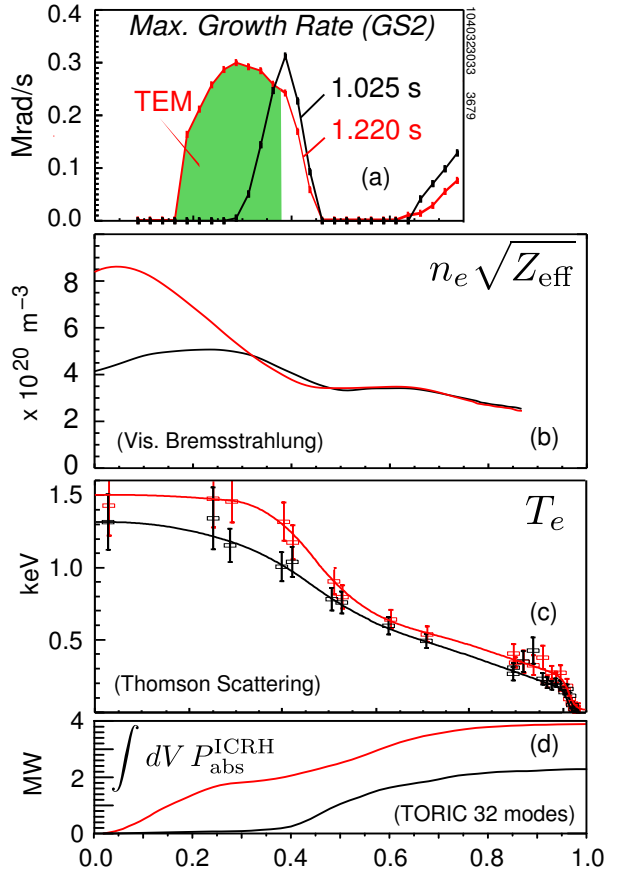 Max. Growth Rate (GS2)
0.4
0.3
0.2
0.1
0.0
Mrad/s
TEM
1.025 s
1.220 s
(a)
1040323033 3679
n_e √Z_eff
8
6
4
2
0
x 10^20 m^−3
(Vis. Bremsstrahlung)
(b)
T_e
1.5
1.0
0.5
keV
(c)
(Thomson Scattering)
4
2
0
MW
∫ dV P_abs^ICRH
(d)
(TORIC 32 modes)
0.0 0.2 0.4 0.6 0.8 1.0